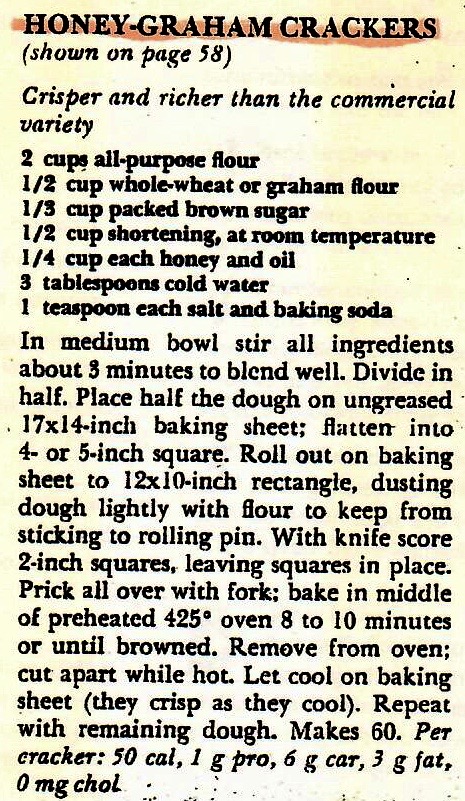 HONEY-GRAHAM CRACKERS
(shown on page 58)
Crisper and richer than the commercial
variety
2 cups all-purpose flour
1/2 cup whole-wheat or graham flour
1/3 cup packed brown sugar
1/2 cup shortening, at room temperature
1/4 cup each honey and oil
3 tablespoons cold water
1 teaspoon each salt and baking soda
In medium bowl stir all ingredients
about 3 minutes to blend well. Divide in
half. Place half the dough on ungreased
17x14-inch baking sheet; flatten into
4- or 5-inch square. Roll out on baking
sheet to 12x10-inch rectangle, dusting
dough lightly with flour to keep from
sticking to rolling pin. With knife score
2-inch squares, leaving squares in place.
Prick all over with fork; bake in middle
of preheated 425° oven 8 to 10 minutes
or until browned. Remove from oven;
cut apart while hot. Let cool on baking
sheet (they crisp as they cool). Repeat
with remaining dough. Makes 60. Per
cracker: 50 cal, 1 g pro, 6 g car, 3 g fat,
0 mg chol